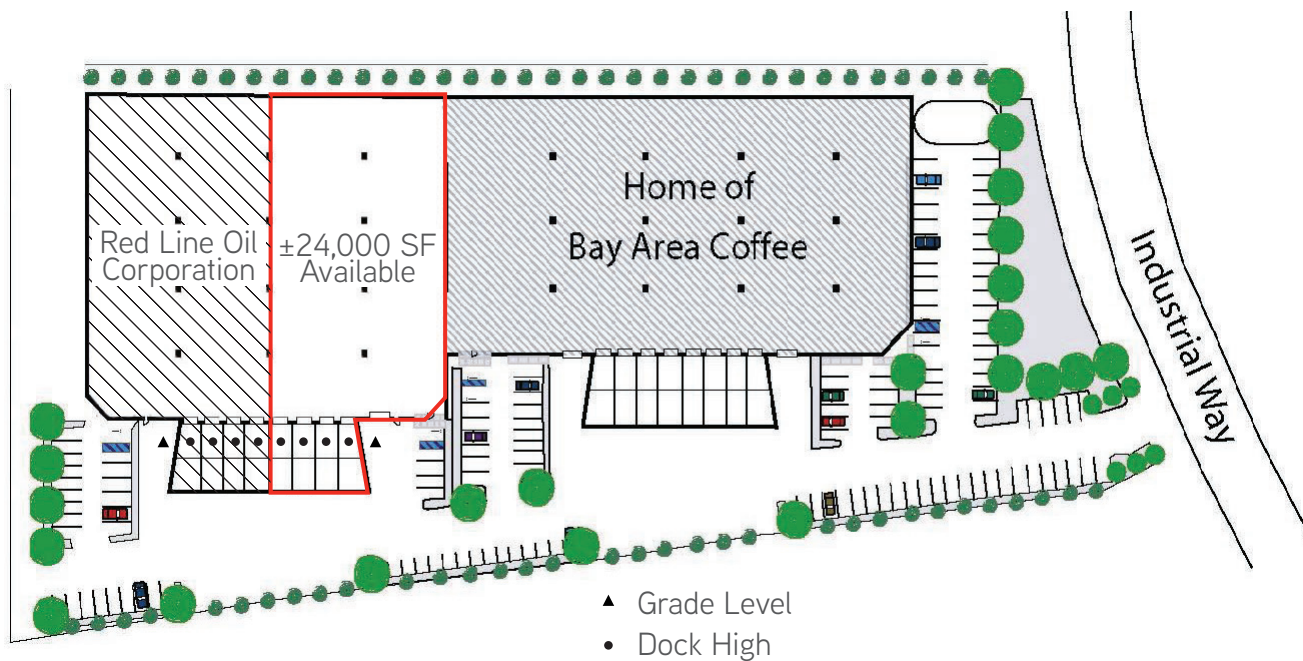 Red Line Oil
Corporation
±24,000 SF
Available
Home of
Bay Area Coffee
Industrial Way
Grade Level
Dock High